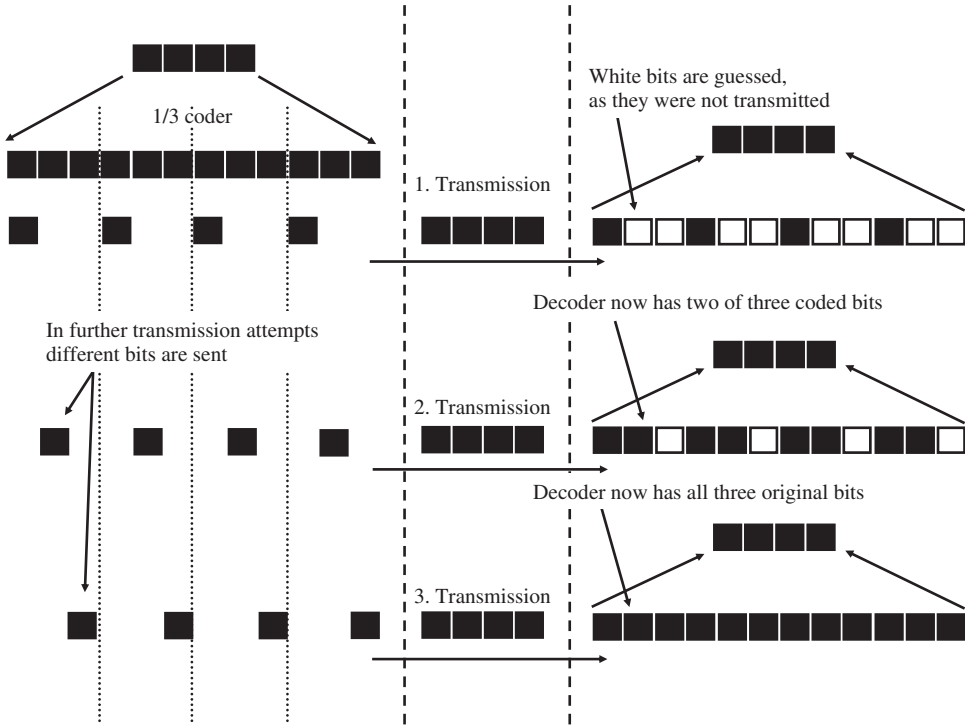 1/3 coder
White bits are guessed,
as they were not transmitted
1. Transmission
In further transmission attempts
different bits are sent
Decoder now has two of three coded bits
2. Transmission
Decoder now has all three original bits
3. Transmission